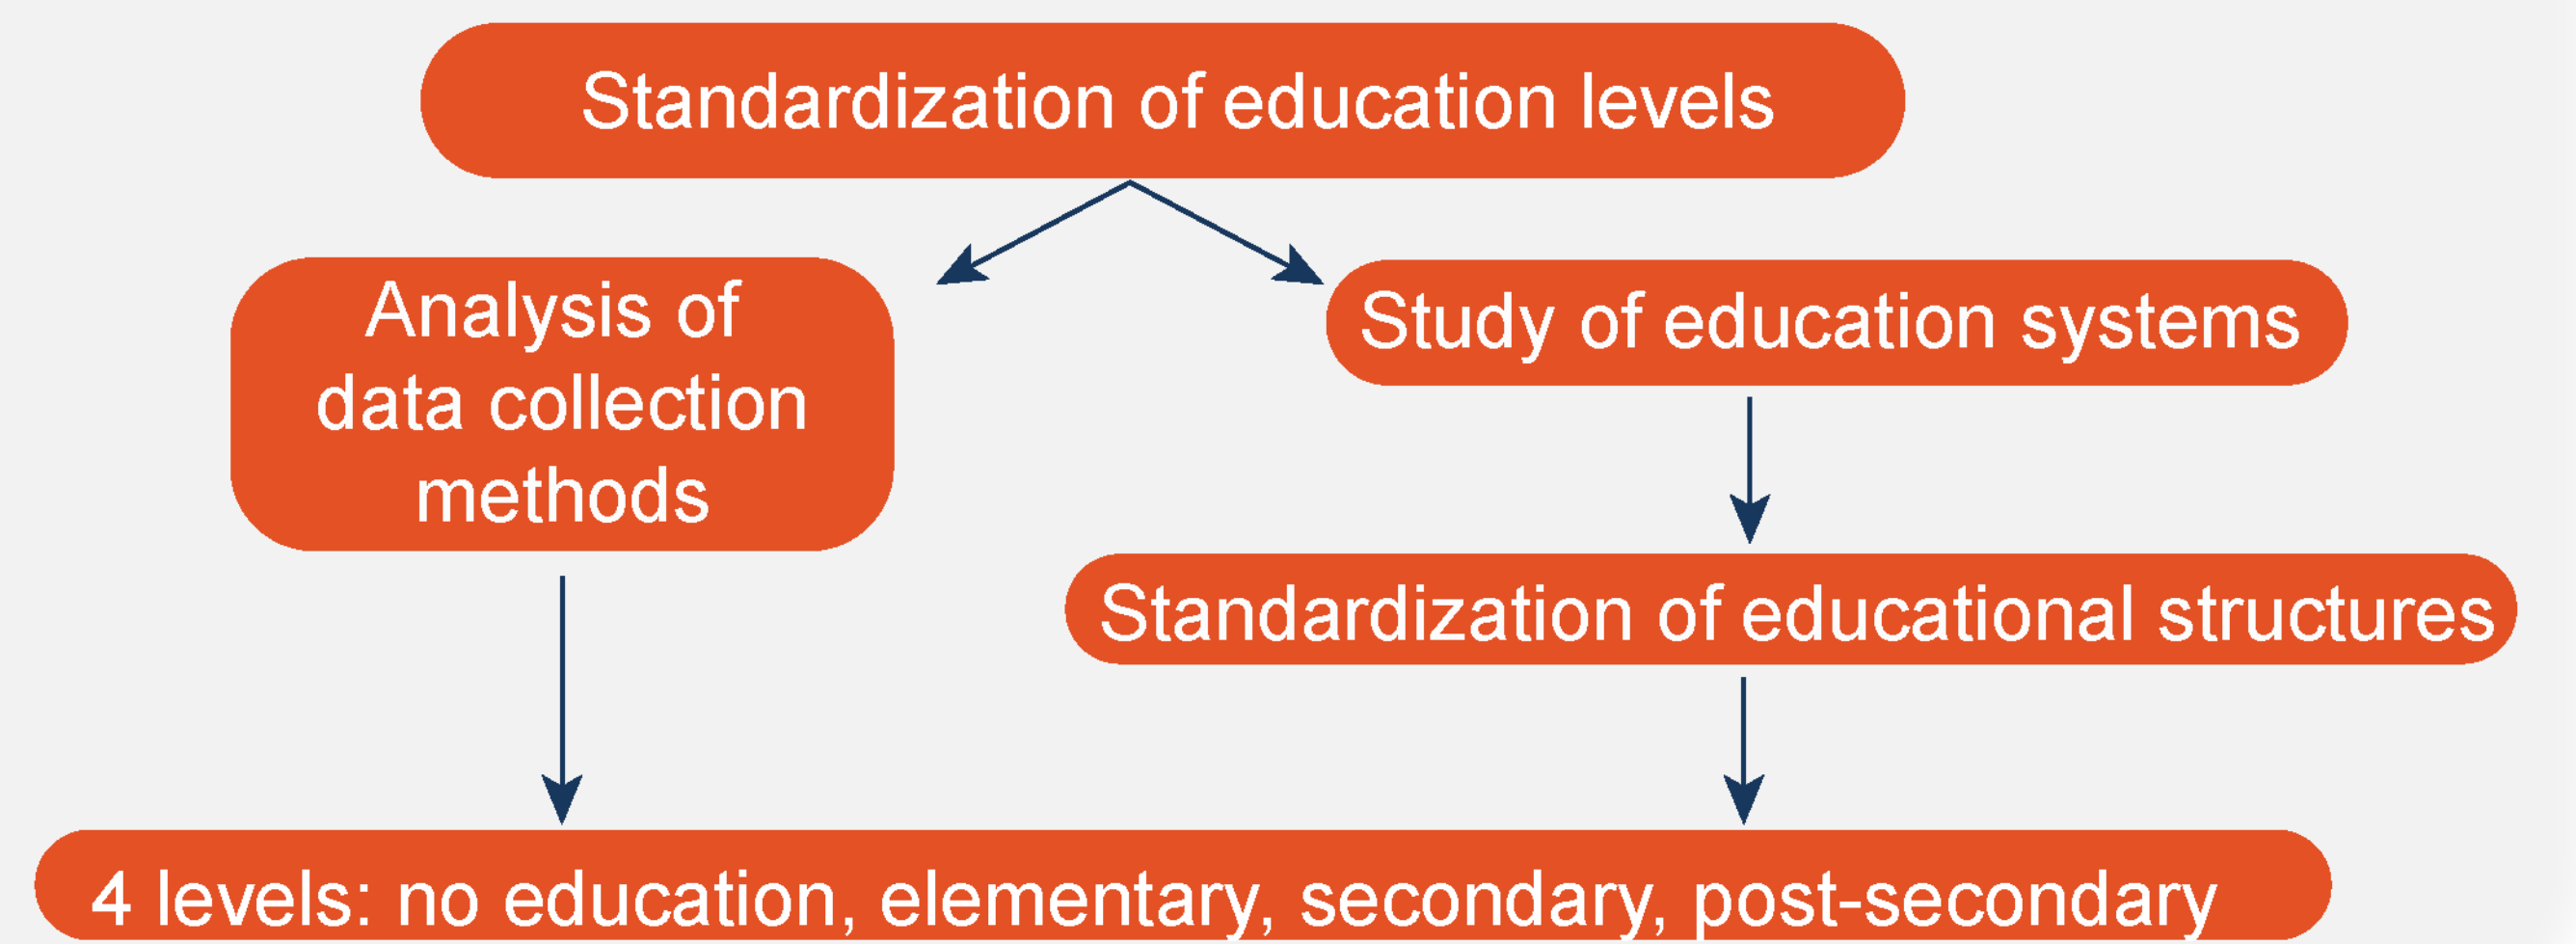 Standardization of education levels
Analysis of
data collection
methods
Study of education systems
Standardization of educational structures
4 levels: no education, elementary, secondary, post-secondary